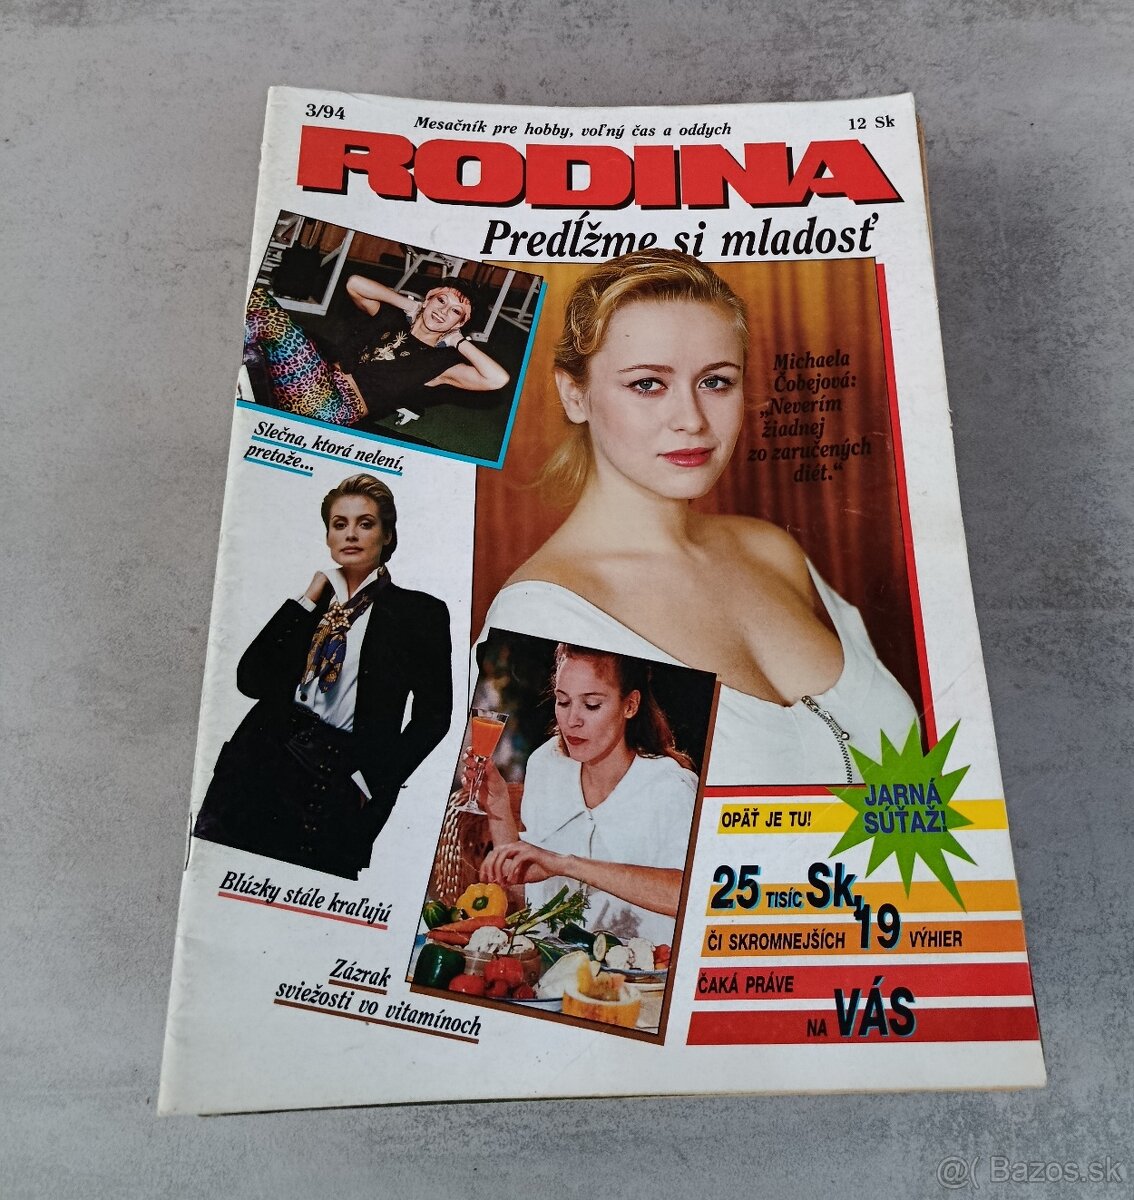 3/94
Mesačník pre hobby, voľný čas a oddych
12 Sk
RODINA
Predĺžme si mladosť
Michaela
Čobejová:
„Neverím
žiadnej
zo zaručených
diét.“
Slečna, ktorá nelení,
pretože...
Blúzky stále kraľujú
Zázrak
sviežosti vo vitamínoch
OPÄŤ JE TU!
JARNÁ
SÚŤAŽ!
25 TISÍC Sk,
ČI SKROMNEJŠÍCH 19 VÝHIER
ČAKÁ PRÁVE
NA VÁS
@( Bazos.sk